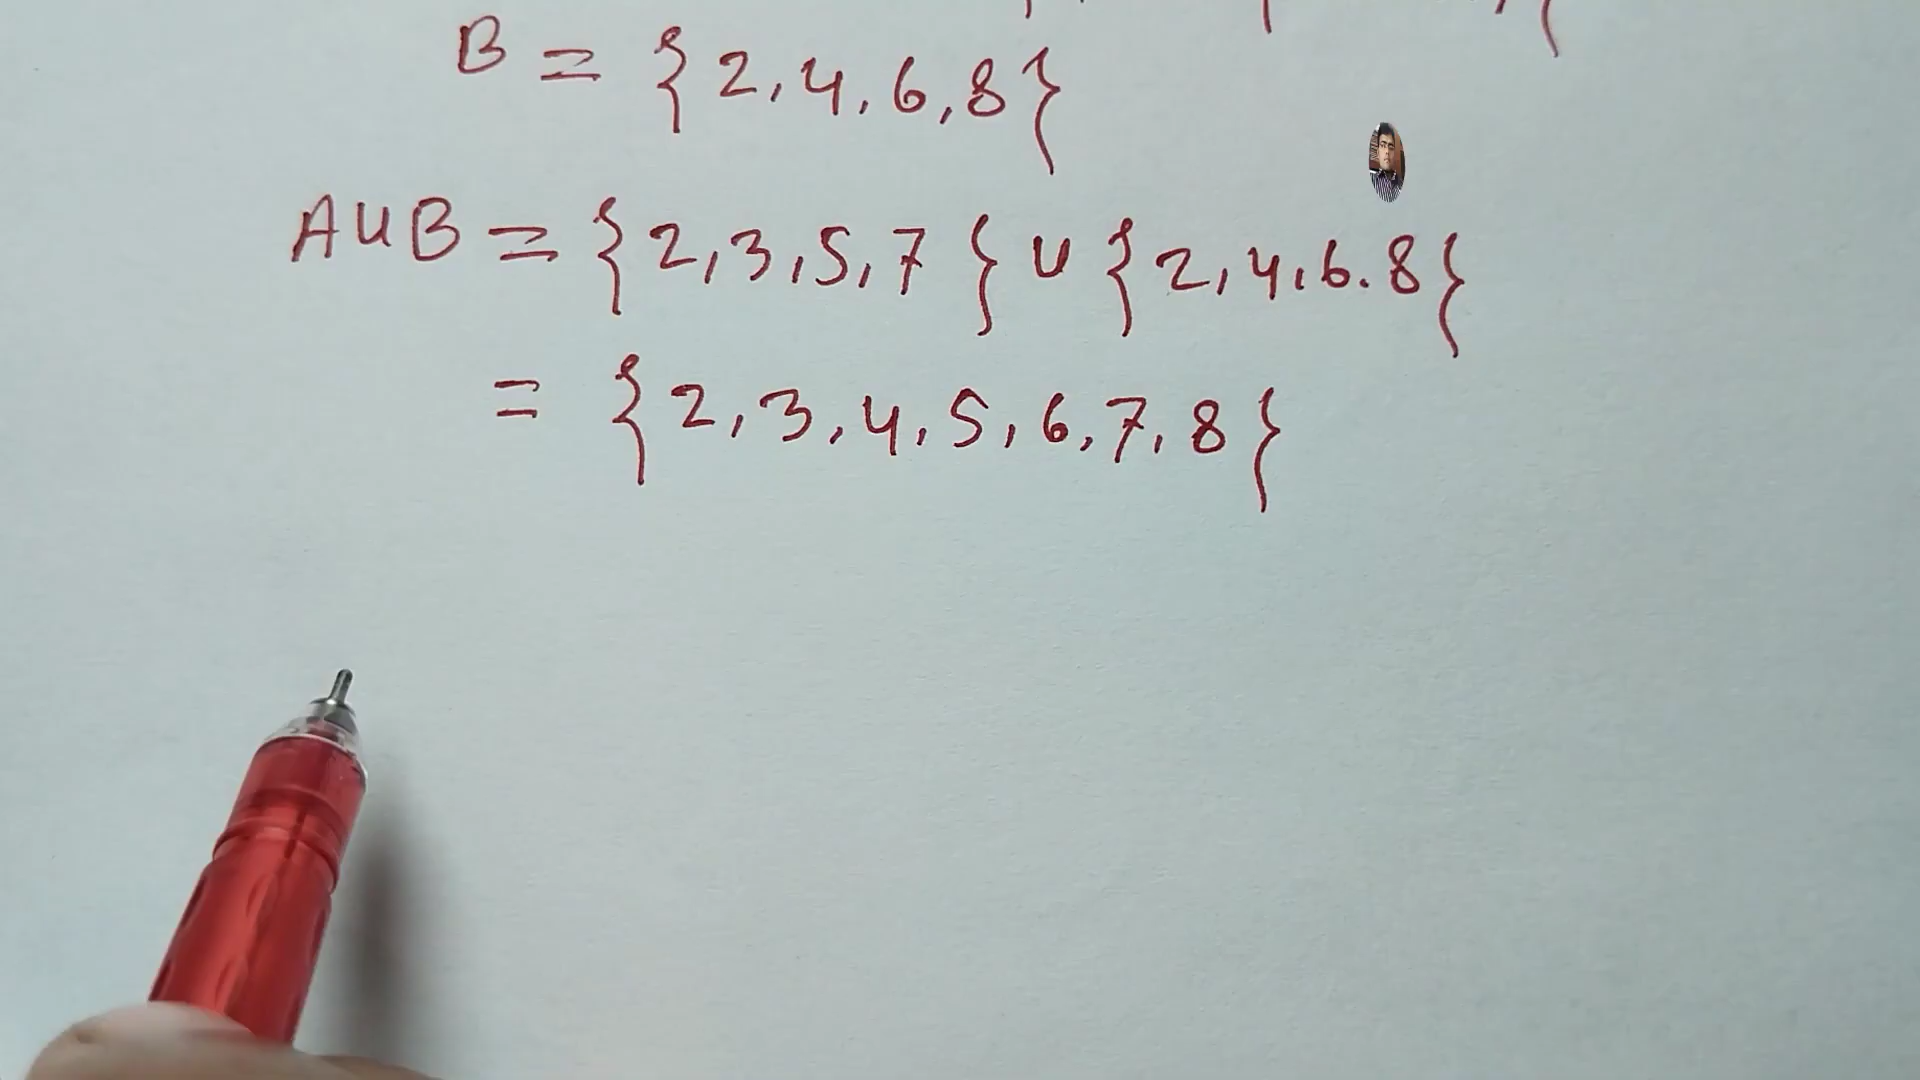 B = {2,4,6,8}
A∪B = {2,3,5,7} ∪ {2,4,6.8}
= {2,3,4,5,6,7,8}